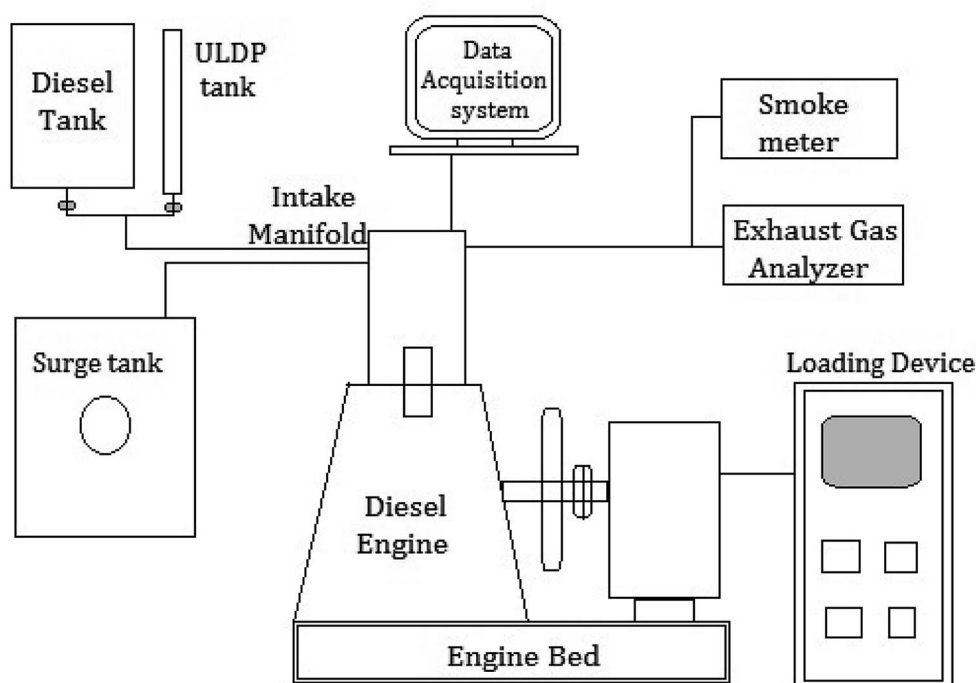 Diesel
Tank
ULDP
tank
Data
Acquisition
system
Smoke
meter
Intake
Manifold
Exhaust Gas
Analyzer
Surge tank
Loading Device
Diesel
Engine
Engine Bed